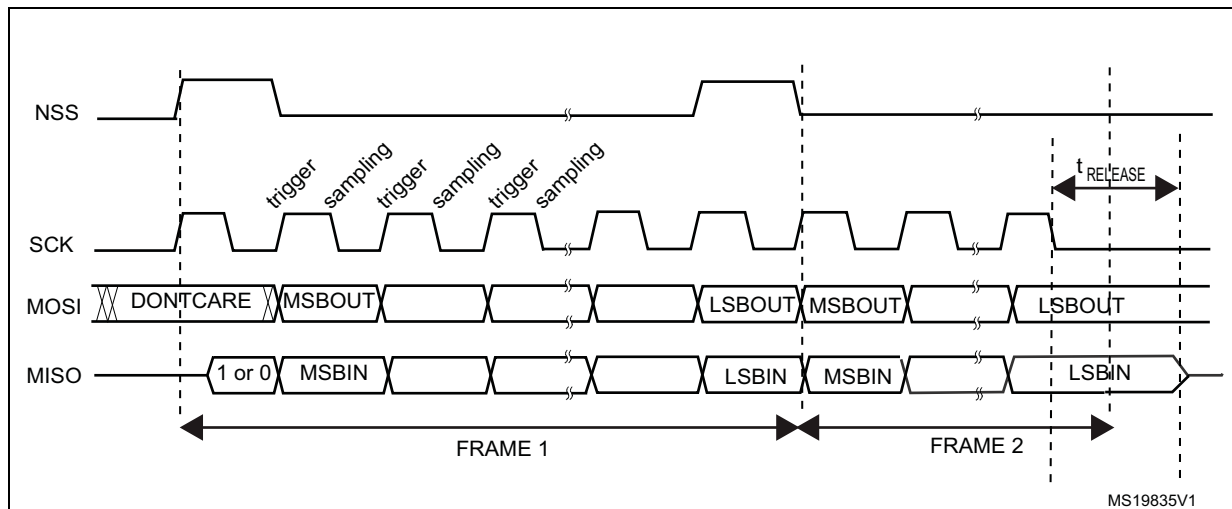 NSS
trigger
sampling
trigger
sampling
trigger
sampling
t RELEASE
SCK
MOSI
DONTCARE
MSBOUT
LSBOUT
MSBOUT
LSBOUT
MISO
1 or 0
MSBIN
LSBIN
MSBIN
LSBIN
FRAME 1
FRAME 2
MS19835V1